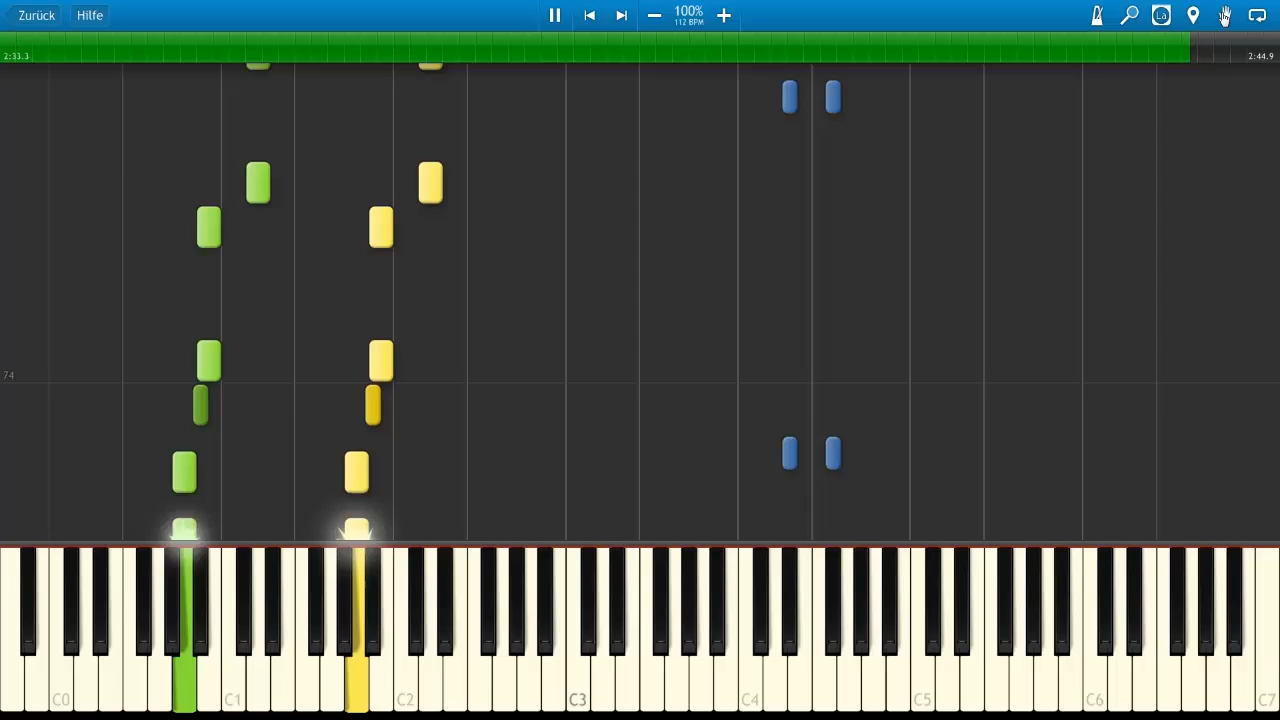 Zurück
Hilfe
100%
112 BPM
La
2:33.3
2:44.9
74
C0
C1
C2
C3
C4
C5
C6
C7